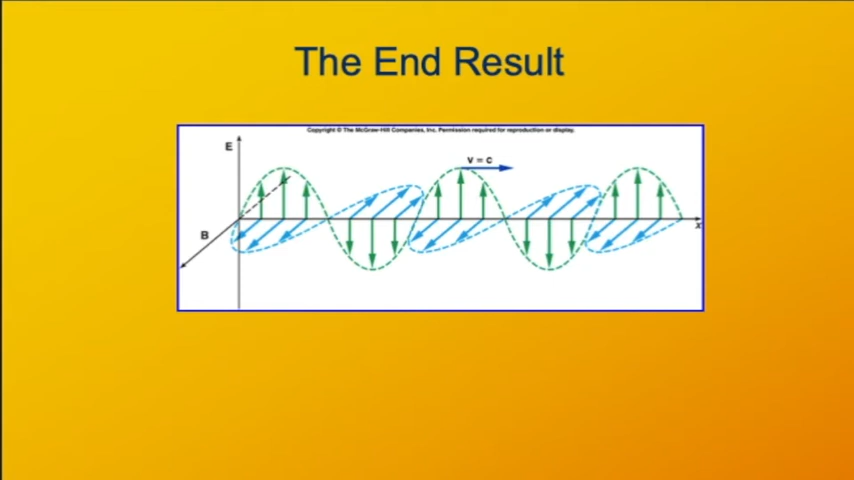 The End Result
Copyright © The McGraw-Hill Companies, Inc. Permission required for reproduction or display.
E
v = c
B
x